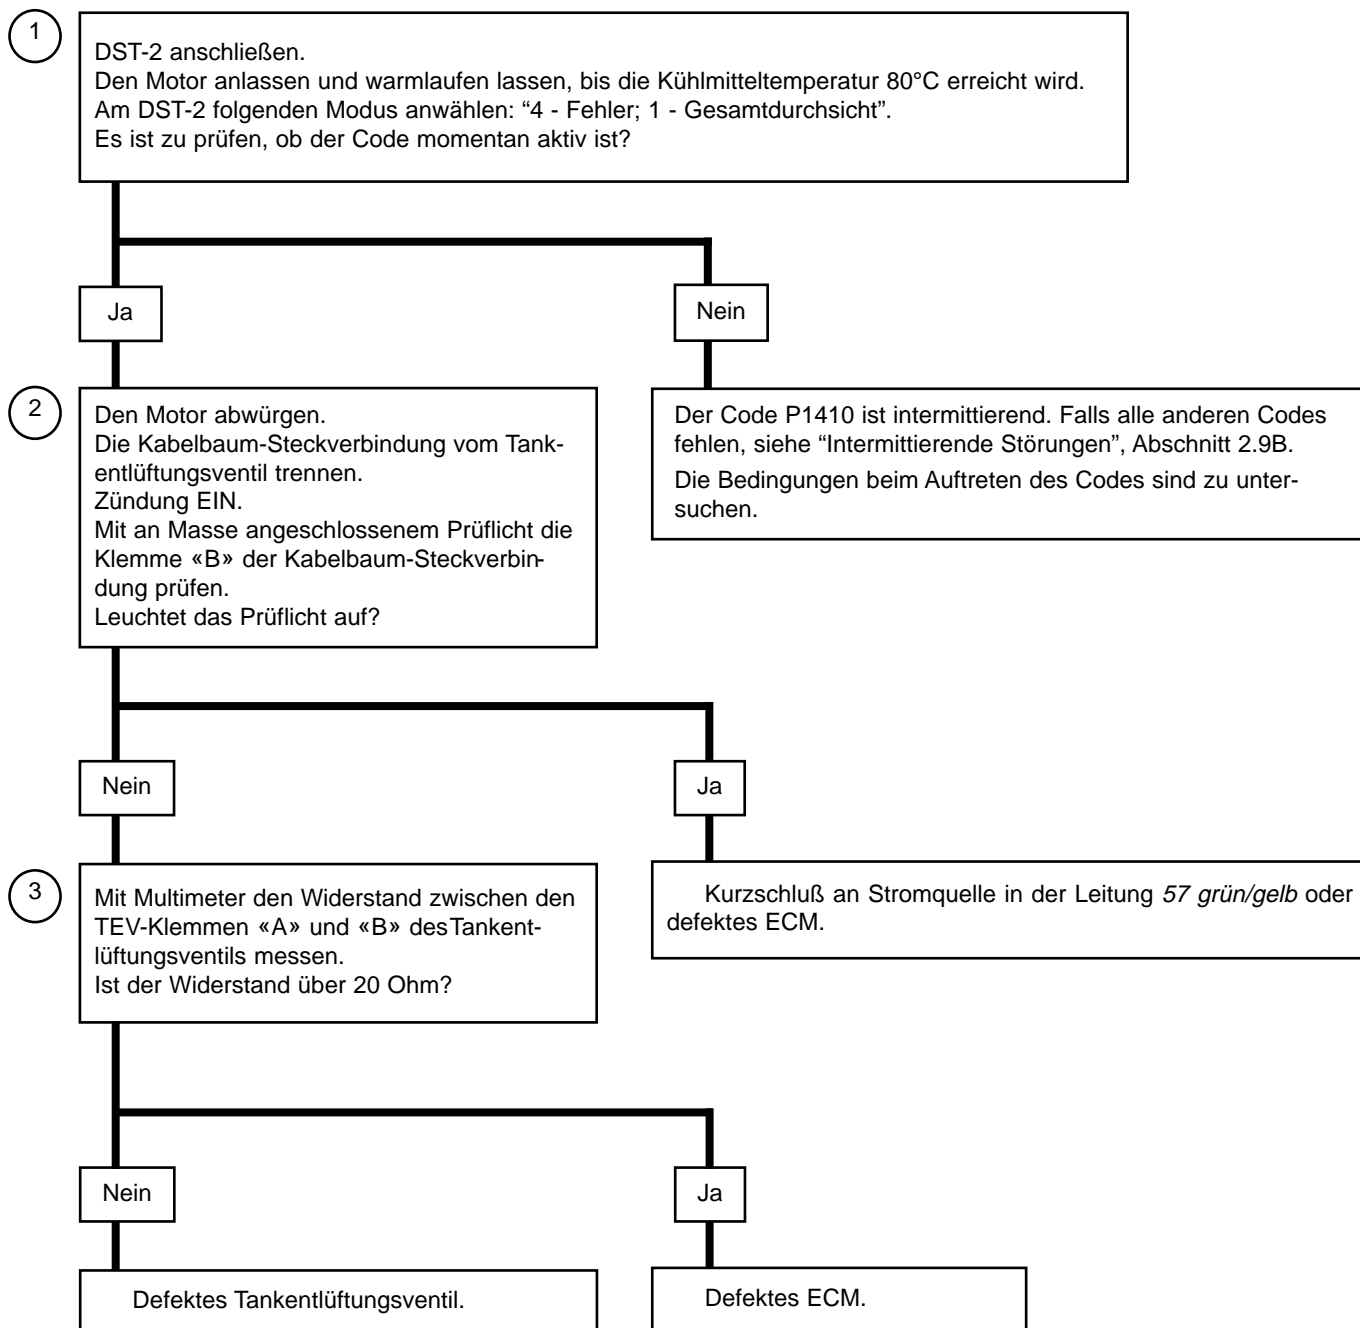 1
DST-2 anschließen.
Den Motor anlassen und warmlaufen lassen, bis die Kühlmitteltemperatur 80°C erreicht wird.
Am DST-2 folgenden Modus anwählen: “4 - Fehler; 1 - Gesamtdurchsicht”.
Es ist zu prüfen, ob der Code momentan aktiv ist?
Ja
Nein
2
Den Motor abwürgen.
Die Kabelbaum-Steckverbindung vom Tank-
entlüftungsventil trennen.
Zündung EIN.
Mit an Masse angeschlossenem Prüflicht die
Klemme «B» der Kabelbaum-Steckverbin-
dung prüfen.
Leuchtet das Prüflicht auf?
Der Code P1410 ist intermittierend. Falls alle anderen Codes
fehlen, siehe “Intermittierende Störungen”, Abschnitt 2.9B.
Die Bedingungen beim Auftreten des Codes sind zu unter-
suchen.
Nein
Ja
3
Mit Multimeter den Widerstand zwischen den
TEV-Klemmen «A» und «B» desTankent-
lüftungsventils messen.
Ist der Widerstand über 20 Ohm?
Kurzschluß an Stromquelle in der Leitung 57 grün/gelb oder
defektes ECM.
Nein
Ja
Defektes Tankentlüftungsventil.
Defektes ECM.